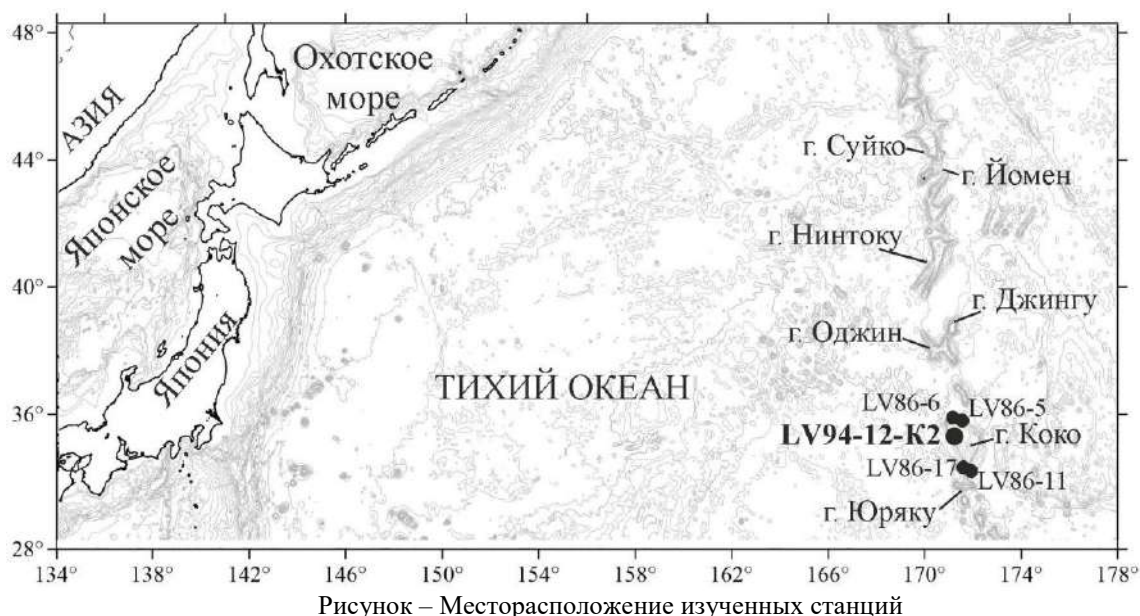 48°
44°
40°
36°
28°
134°
138°
142°
146°
150°
154°
158°
162°
166°
170°
174°
178°
АЗИЯ
Охотское
море
Японское
море
Япония
ТИХИЙ ОКЕАН
г. Суйко
г. Йомен
г. Нинтоку
г. Джингу
г. Оджин
LV86-6
LV86-5
LV94-12-К2
г. Коко
LV86-17
LV86-11
г. Юряку
Рисунок – Месторасположение изученных станций